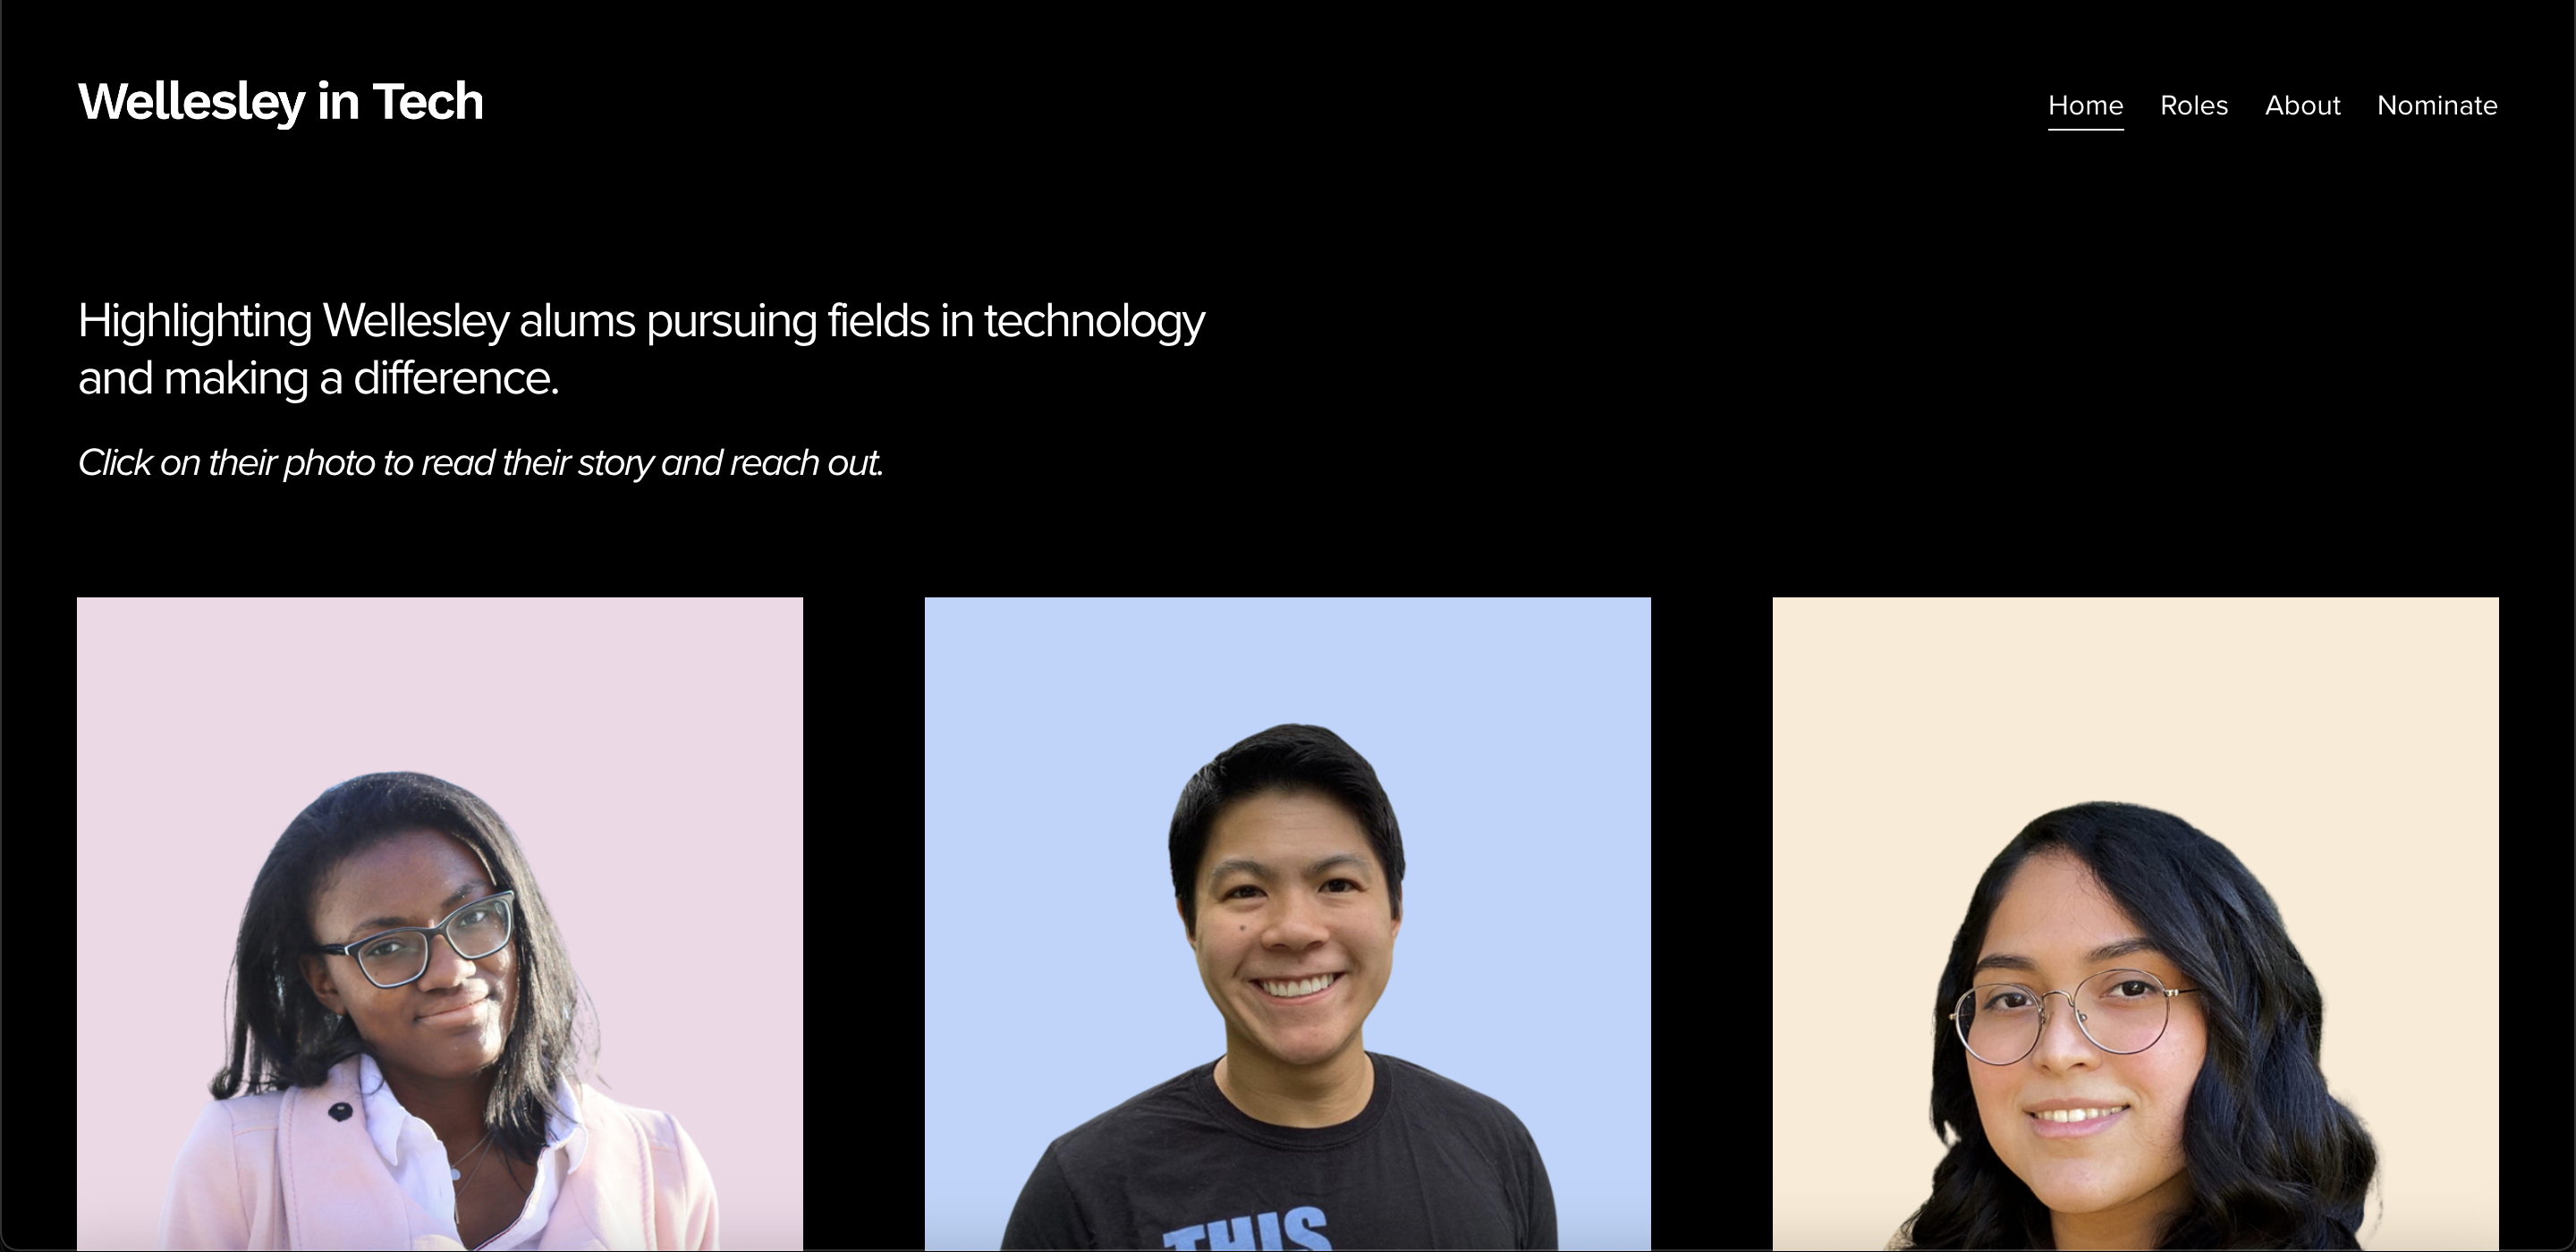 Wellesley in Tech
Home Roles About Nominate
Highlighting Wellesley alums pursuing fields in technology
and making a difference.
Click on their photo to read their story and reach out.
THIS